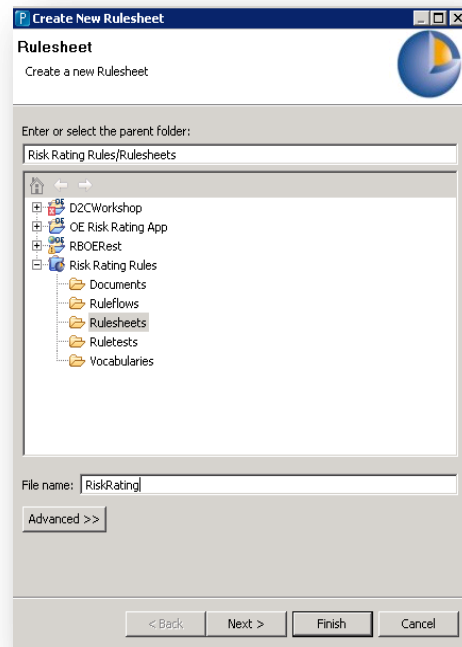 Create New Rulesheet
Rulesheet
Create a new Rulesheet
Enter or select the parent folder:
Risk Rating Rules/Rulesheets
D2CWorkshop
OE Risk Rating App
RBOERest
Risk Rating Rules
Documents
Ruleflows
Rulesheets
Ruletests
Vocabularies
File name: RiskRating
Advanced >>
< Back Next > Finish Cancel